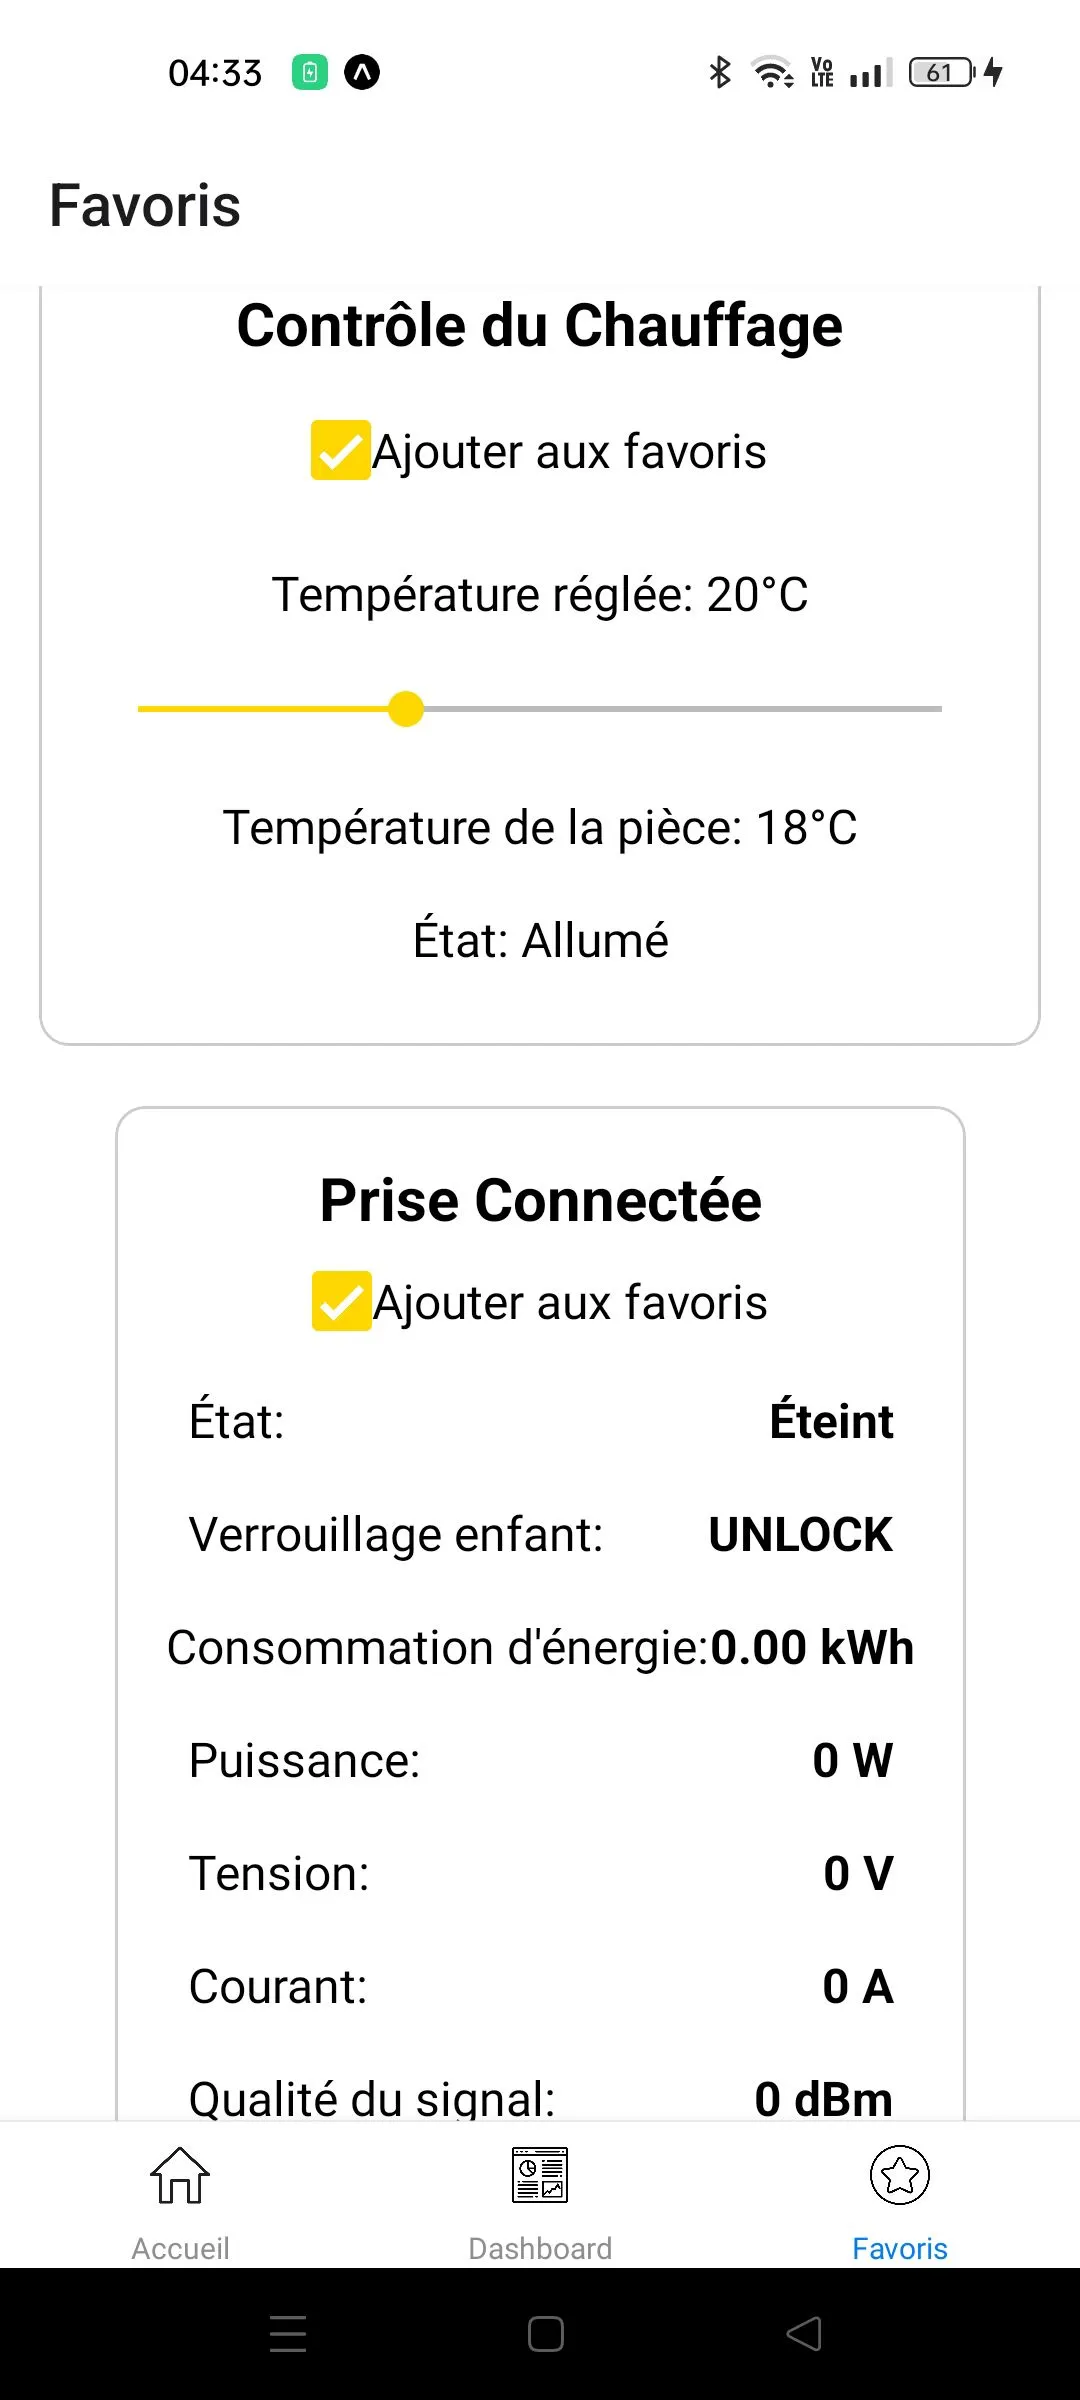 04:33
Vo LTE
61
Favoris
Contrôle du Chauffage
Ajouter aux favoris
Température réglée: 20°C
Température de la pièce: 18°C
État: Allumé
Prise Connectée
Ajouter aux favoris
État: Éteint
Verrouillage enfant: UNLOCK
Consommation d'énergie:0.00 kWh
Puissance: 0 W
Tension: 0 V
Courant: 0 A
Qualité du signal: 0 dBm
Accueil Dashboard Favoris